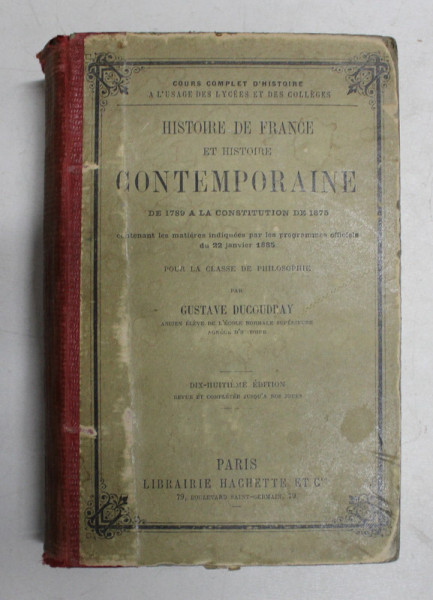 COURS COMPLET D'HISTOIRE
A L'USAGE DES LYCÉES ET DES COLLÈGES
HISTOIRE DE FRANCE
ET HISTOIRE
CONTEMPORAINE
DE 1789 A LA CONSTITUTION DE 1875
contenant les matières indiquées par les programmes officiels
du 22 janvier 1885
POUR LA CLASSE DE PHILOSOPHIE
PAR
GUSTAVE DUCOUDRAY
ANCIEN ÉLÈVE DE L'ÉCOLE NORMALE SUPÉRIEURE
DIX-HUITIÈME ÉDITION
REVUE ET COMPLÉTÉE JUSQU'A NOS JOURS
PARIS
LIBRAIRIE HACHETTE ET Cie
79, BOULEVARD SAINT-GERMAIN, 79